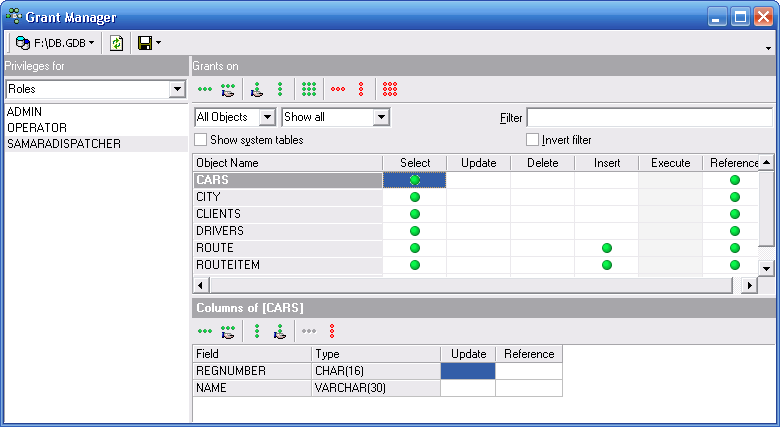 Grant Manager
F:\DB.GDB
Privileges for
Grants on
Roles
ADMIN
OPERATOR
SAMARADISPATCHER
All Objects Show all Filter
Show system tables Invert filter
Object Name Select Update Delete Insert Execute Reference
CARS
CITY
CLIENTS
DRIVERS
ROUTE
ROUTEITEM
Columns of [CARS]
Field Type Update Reference
REGNUMBER CHAR(16)
NAME VARCHAR(30)